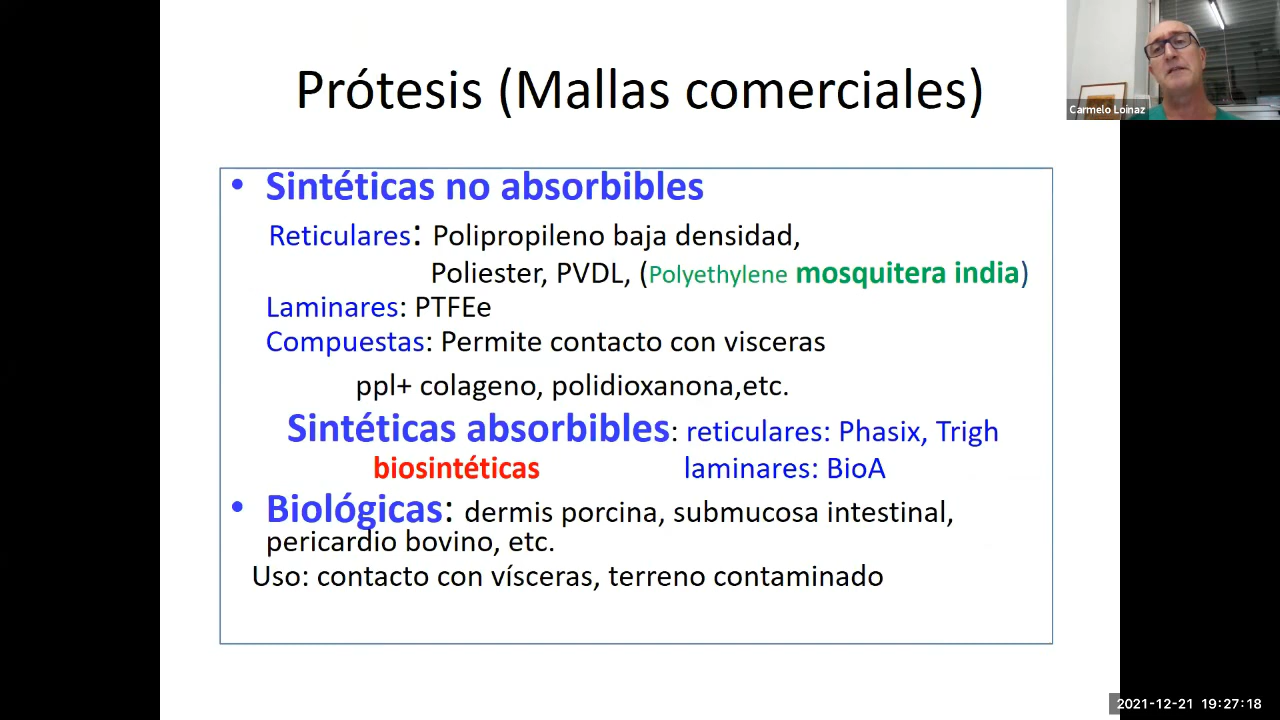 Prótesis (Mallas comerciales)
Carmelo Loinaz
• Sintéticas no absorbibles
Reticulares: Polipropileno baja densidad,
Poliester, PVDL, (Polyethylene mosquitera india)
Laminares: PTFEe
Compuestas: Permite contacto con visceras
ppl+ colageno, polidioxanona,etc.
Sintéticas absorbibles: reticulares: Phasix, Trigh
biosintéticas laminares: BioA
• Biológicas: dermis porcina, submucosa intestinal,
pericardio bovino, etc.
Uso: contacto con vísceras, terreno contaminado
2021-12-21 19:27:18